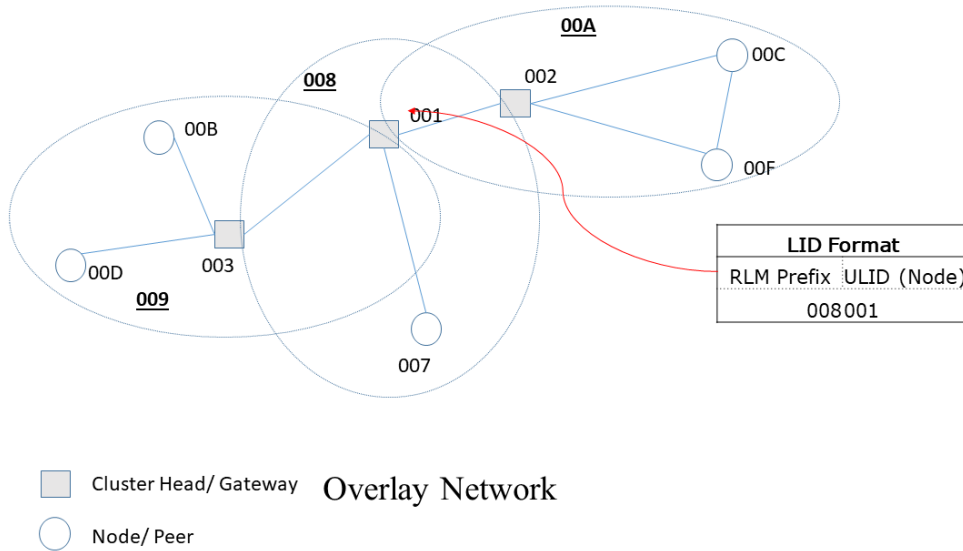 00A
008
002
00C
00B
001
00F
003
00D
009
007
LID Format
RLM Prefix ULID (Node)
008001
Cluster Head/ Gateway
Overlay Network
Node/ Peer